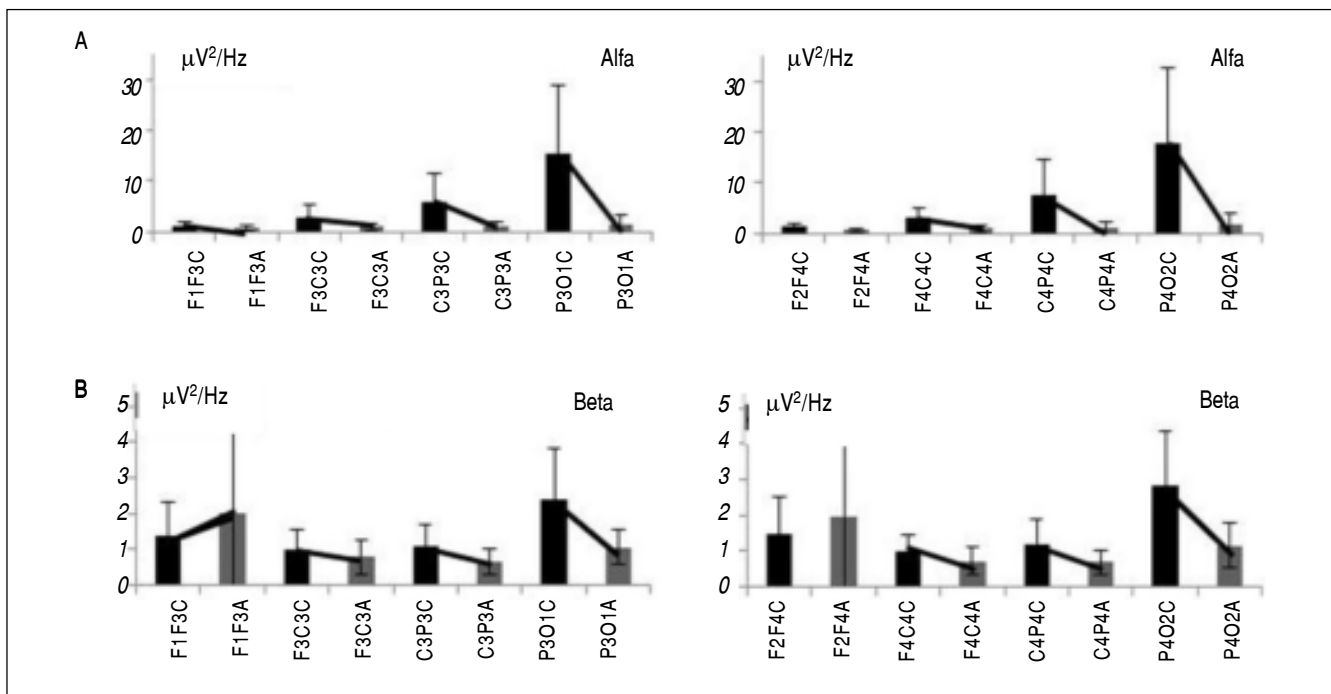 A
μV²/Hz
Alfa
30
20
10
0
F1F3C
F1F3A
F3C3C
F3C3A
C3P3C
C3P3A
P3O1C
P3O1A
μV²/Hz
Alfa
30
20
10
0
F2F4C
F2F4A
F4C4C
F4C4A
C4P4C
C4P4A
P4O2C
P4O2A
B
μV²/Hz
Beta
5
4
3
2
1
0
F1F3C
F1F3A
F3C3C
F3C3A
C3P3C
C3P3A
P3O1C
P3O1A
μV²/Hz
Beta
5
4
3
2
1
0
F2F4C
F2F4A
F4C4C
F4C4A
C4P4C
C4P4A
P4O2C
P4O2A